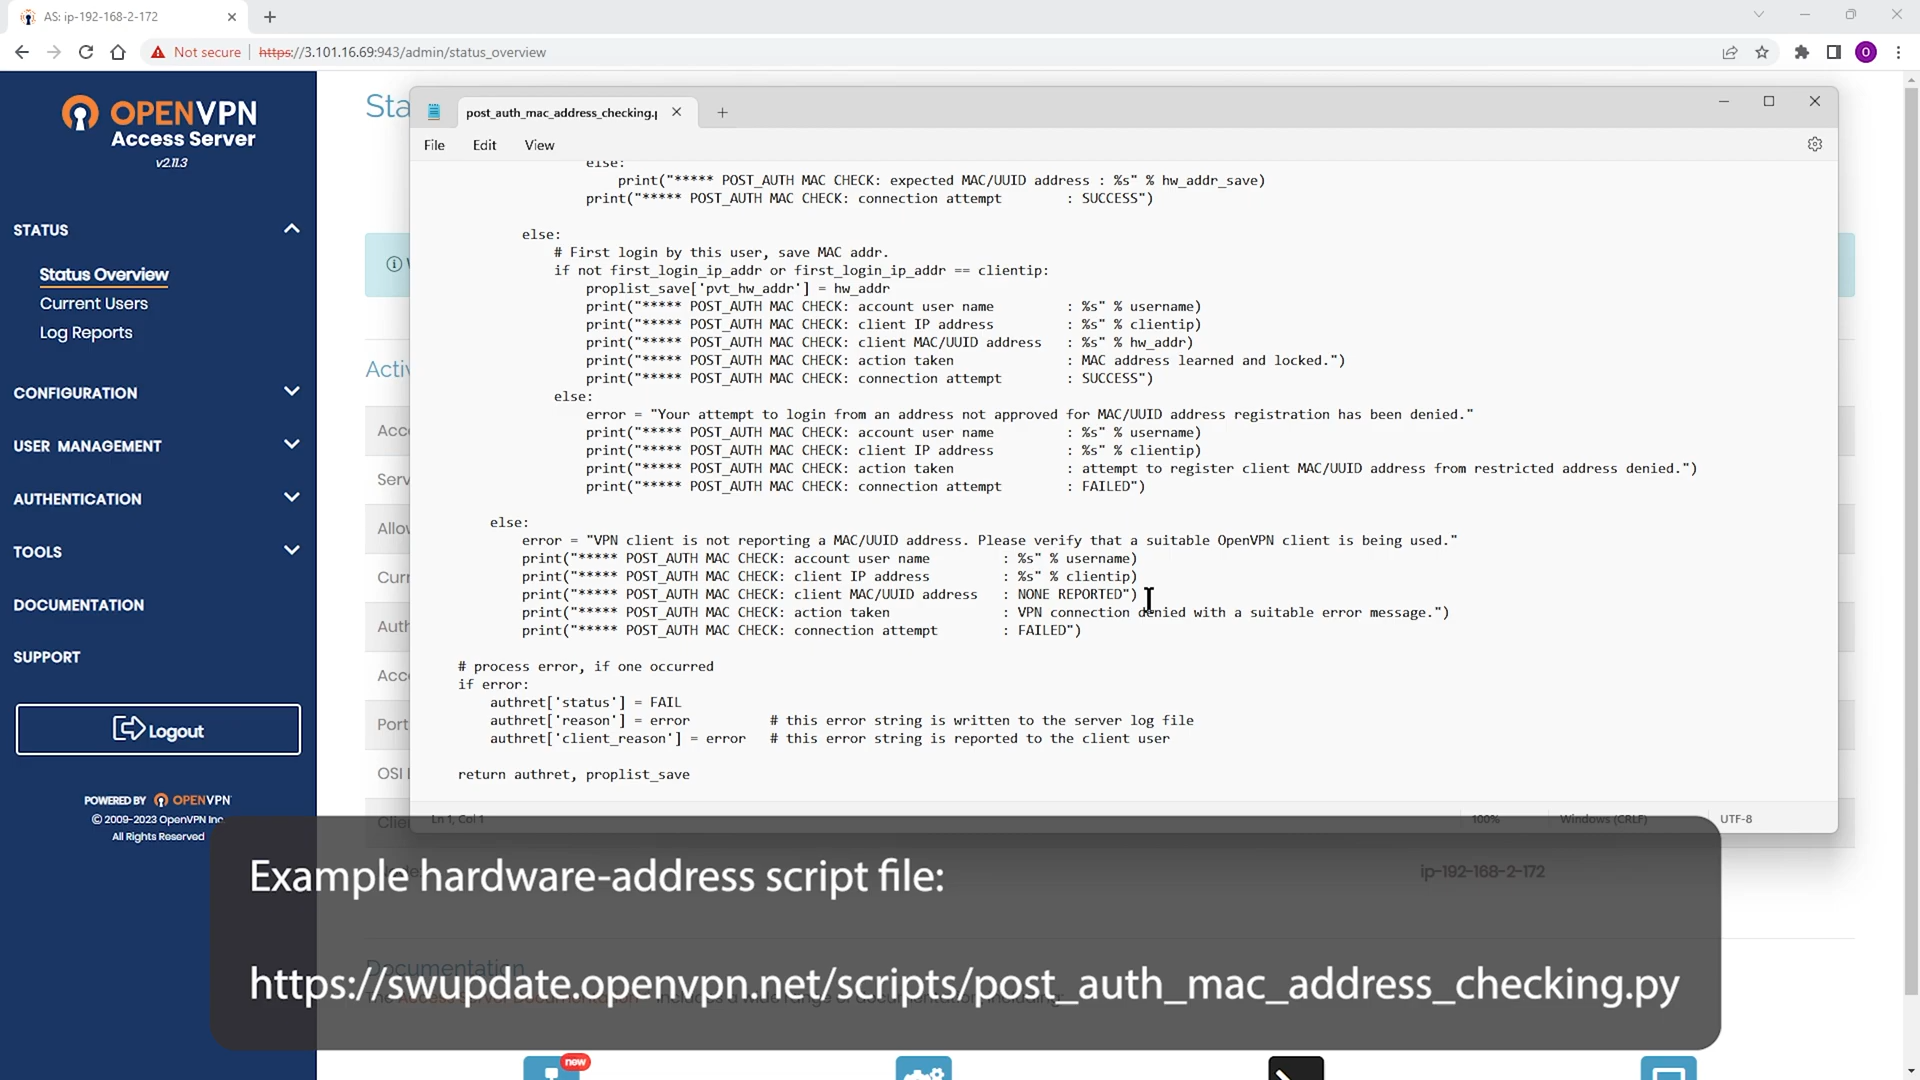 AS: ip-192-168-2-172
Not secure
https://3.101.16.69:943/admin/status_overview
OPENVPN
Access Server
v2.11.3
STATUS
Status Overview
Current Users
Log Reports
CONFIGURATION
USER MANAGEMENT
AUTHENTICATION
TOOLS
DOCUMENTATION
SUPPORT
Logout
POWERED BY OPENVPN
© 2009-2023 OpenVPN Inc.
All Rights Reserved
post_auth_mac_address_checking.p
File Edit View
else:
print("***** POST_AUTH MAC CHECK: expected MAC/UUID address : %s" % hw_addr_save)
print("***** POST_AUTH MAC CHECK: connection attempt : SUCCESS")
else:
# First login by this user, save MAC addr.
if not first_login_ip_addr or first_login_ip_addr == clientip:
proplist_save['pvt_hw_addr'] = hw_addr
print("***** POST_AUTH MAC CHECK: account user name : %s" % username)
print("***** POST_AUTH MAC CHECK: client IP address : %s" % clientip)
print("***** POST_AUTH MAC CHECK: client MAC/UUID address : %s" % hw_addr)
print("***** POST_AUTH MAC CHECK: action taken : MAC address learned and locked.")
print("***** POST_AUTH MAC CHECK: connection attempt : SUCCESS")
else:
error = "Your attempt to login from an address not approved for MAC/UUID address registration has been denied."
print("***** POST_AUTH MAC CHECK: account user name : %s" % username)
print("***** POST_AUTH MAC CHECK: client IP address : %s" % clientip)
print("***** POST_AUTH MAC CHECK: action taken : attempt to register client MAC/UUID address from restricted address denied.")
print("***** POST_AUTH MAC CHECK: connection attempt : FAILED")
else:
error = "VPN client is not reporting a MAC/UUID address. Please verify that a suitable OpenVPN client is being used."
print("***** POST_AUTH MAC CHECK: account user name : %s" % username)
print("***** POST_AUTH MAC CHECK: client IP address : %s" % clientip)
print("***** POST_AUTH MAC CHECK: client MAC/UUID address : NONE REPORTED")
print("***** POST_AUTH MAC CHECK: action taken : VPN connection denied with a suitable error message.")
print("***** POST_AUTH MAC CHECK: connection attempt : FAILED")
# process error, if one occurred
if error:
authret['status'] = FAIL
authret['reason'] = error # this error string is written to the server log file
authret['client_reason'] = error # this error string is reported to the client user
return authret, proplist_save
Ln 1, Col 1 100% Windows (CRLF) UTF-8
ip-192-168-2-172
Example hardware-address script file:
Documentation
https://swupdate.openvpn.net/scripts/post_auth_mac_address_checking.py
new